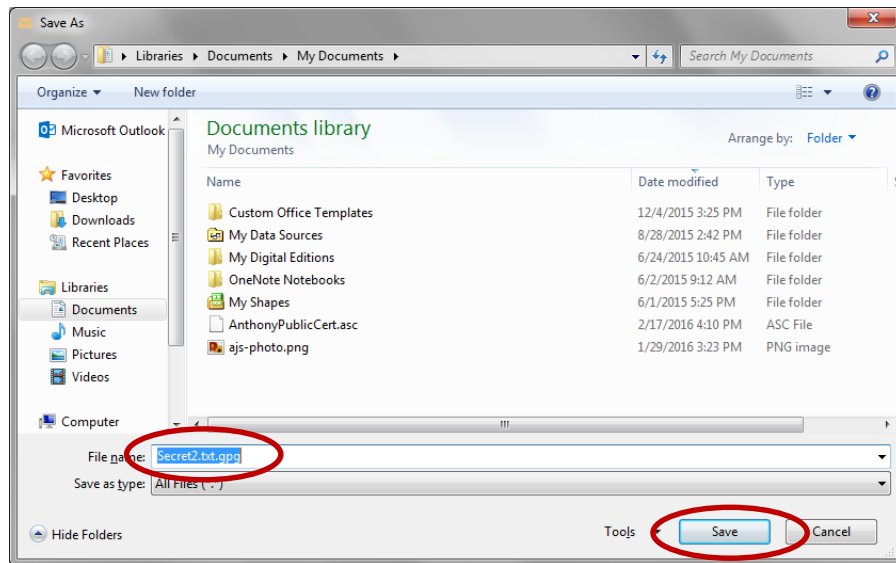 Save As
Libraries Documents My Documents
Search My Documents
Organize New folder
Microsoft Outlook
Favorites
Desktop
Downloads
Recent Places
Libraries
Documents
Music
Pictures
Videos
Computer
Documents library
My Documents
Arrange by: Folder
Name Date modified Type
Custom Office Templates 12/4/2015 3:25 PM File folder
My Data Sources 8/28/2015 2:42 PM File folder
My Digital Editions 6/24/2015 10:45 AM File folder
OneNote Notebooks 6/2/2015 9:12 AM File folder
My Shapes 6/1/2015 5:25 PM File folder
AnthonyPublicCert.asc 2/17/2016 4:10 PM ASC File
ajs-photo.png 1/29/2016 3:23 PM PNG image
File name: Secret2.txt.gpg
Save as type: All Files (*.*)
Hide Folders
Tools Save Cancel